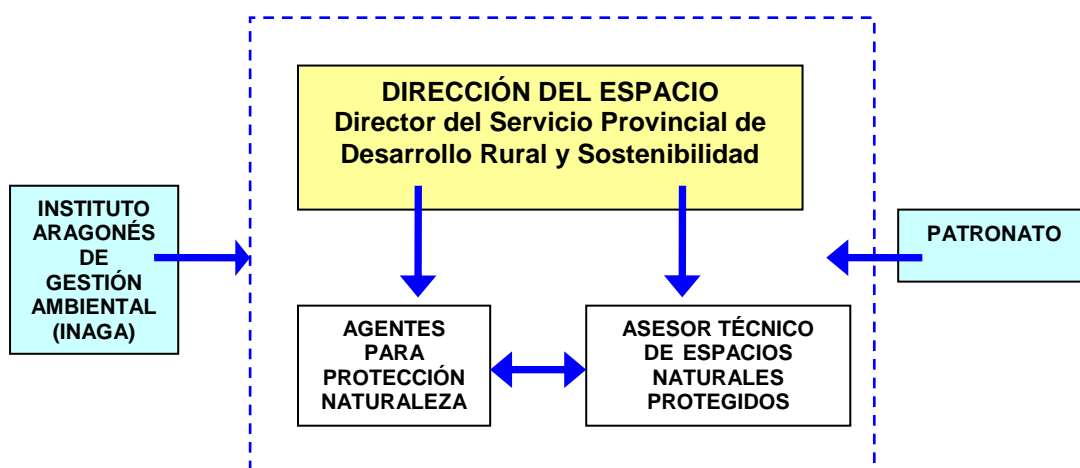 DIRECCIÓN DEL ESPACIO
Director del Servicio Provincial de
Desarrollo Rural y Sostenibilidad
INSTITUTO
ARAGONÉS
DE
GESTIÓN
AMBIENTAL
(INAGA)
PATRONATO
AGENTES
PARA
PROTECCIÓN
NATURALEZA
ASESOR TÉCNICO
DE ESPACIOS
NATURALES
PROTEGIDOS